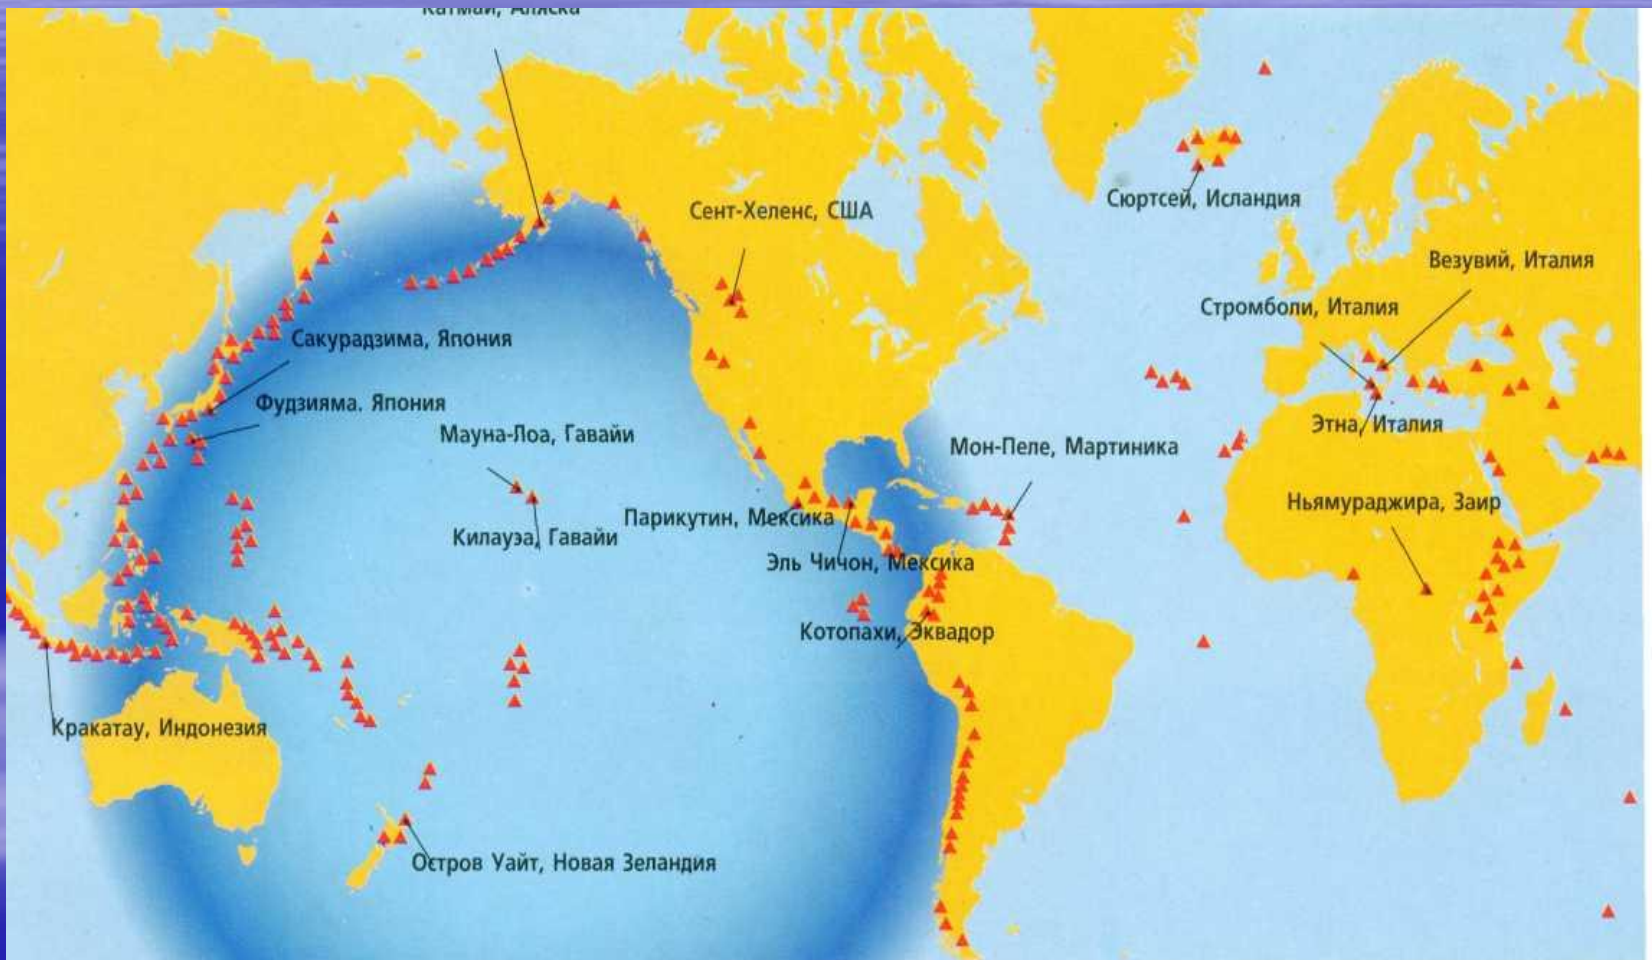 Катмай, Аляска
Сент-Хеленс, США
Сюртсей, Исландия
Везувий, Италия
Стромболи, Италия
Сакурадзима, Япония
Фудзияма. Япония
Этна, Италия
Мауна-Лоа, Гавайи
Мон-Пеле, Мартиника
Ньямураджира, Заир
Парикутин, Мексика
Килауэа, Гавайи
Эль Чичон, Мексика
Котопахи, Эквадор
Кракатау, Индонезия
Остров Уайт, Новая Зеландия